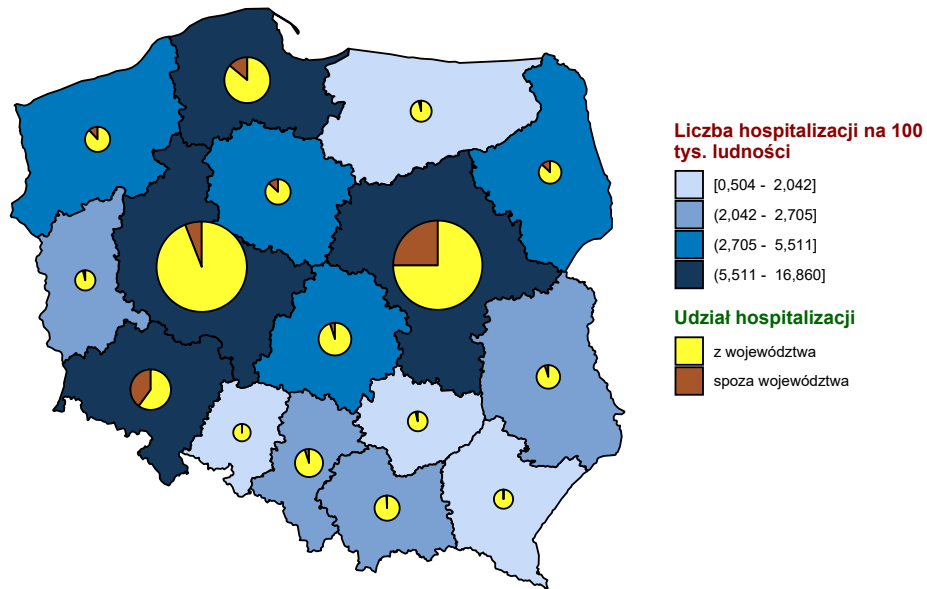 Liczba hospitalizacji na 100
tys. ludności
[0,504 - 2,042]
(2,042 - 2,705]
(2,705 - 5,511]
(5,511 - 16,860]
Udział hospitalizacji
z województwa
spoza województwa